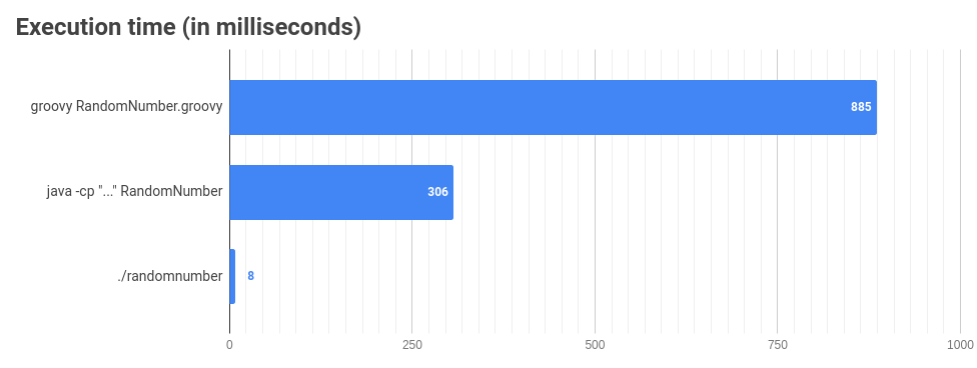 Execution time (in milliseconds)
groovy RandomNumber.groovy 885
java -cp "..." RandomNumber 306
./randomnumber 8
0 250 500 750 1000